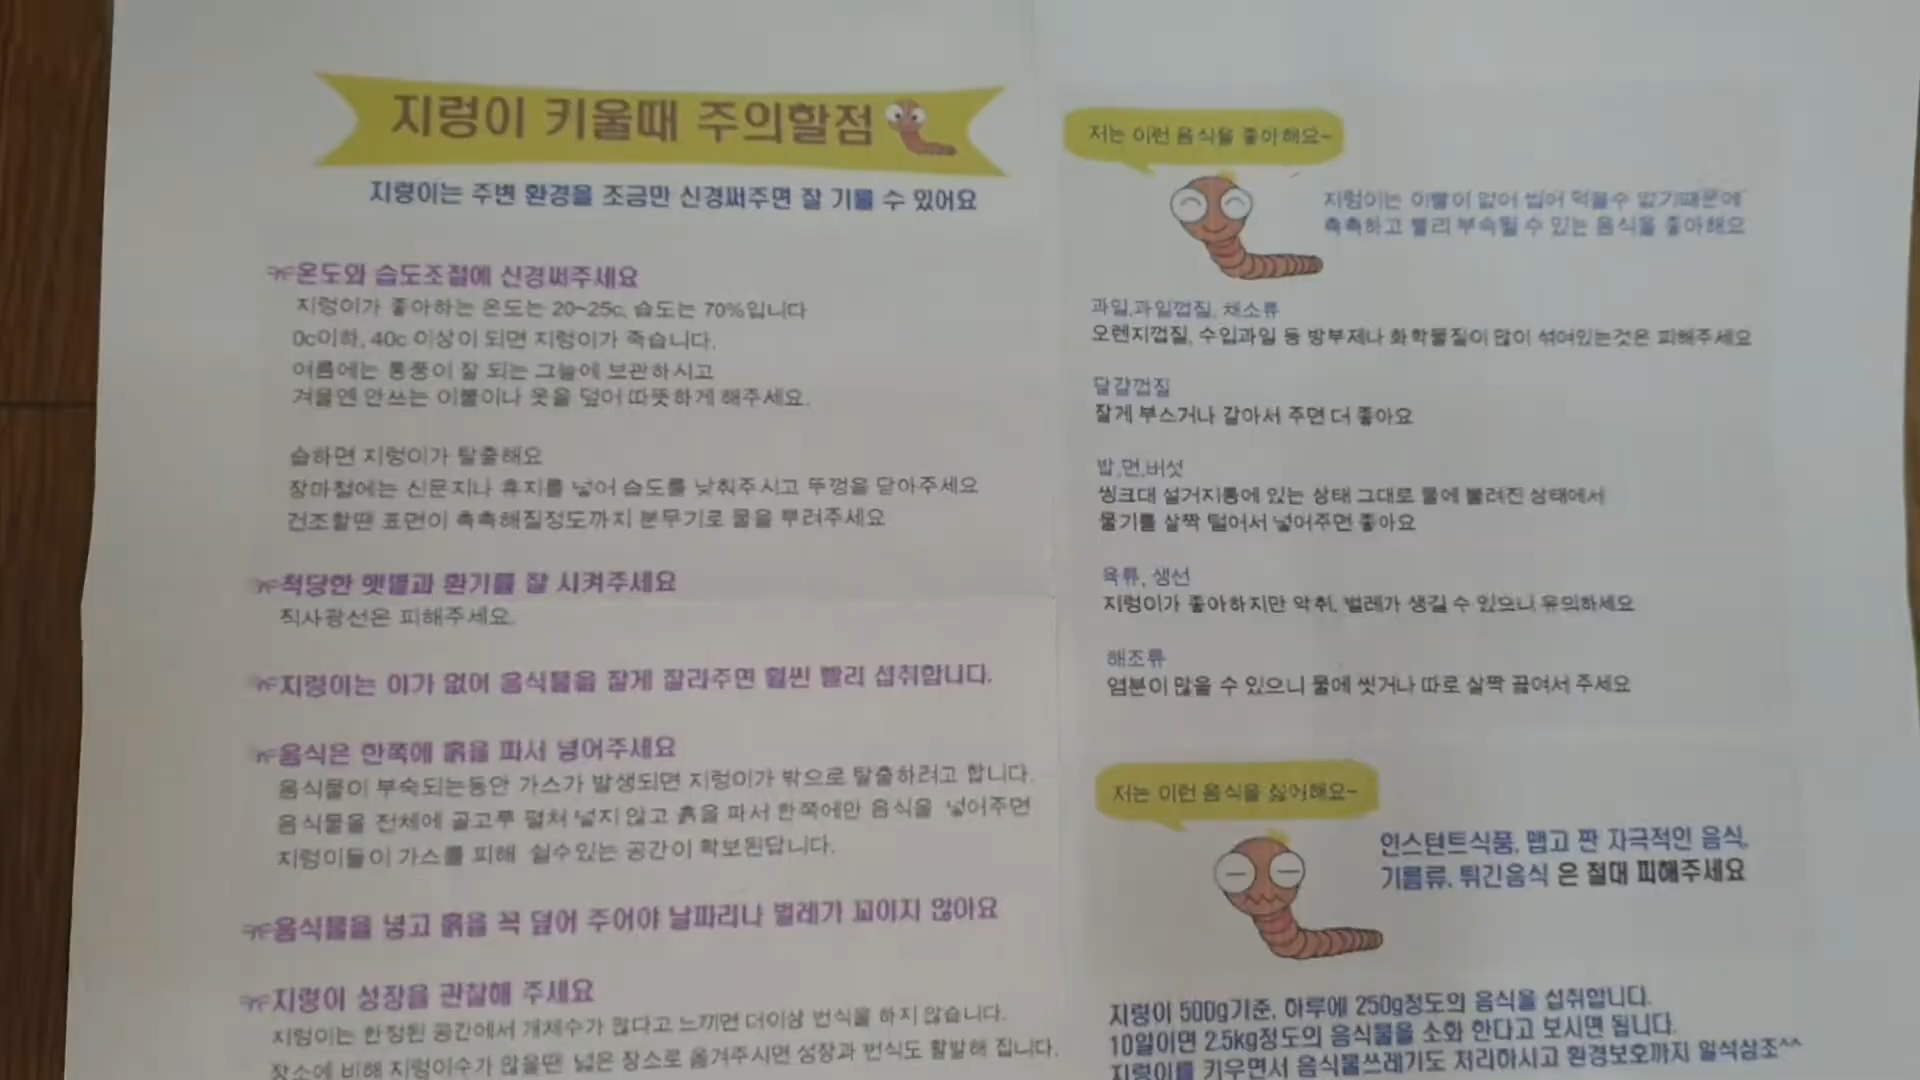 지렁이 키울때 주의할점
지렁이는 주변 환경을 조금만 신경써주면 잘 기를 수 있어요
온도와 습도조절에 신경써주세요
지렁이가 좋아하는 온도는 20~25c, 습도는 70%입니다
0c이하, 40c 이상이 되면 지렁이가 죽습니다.
여름에는 통풍이 잘 되는 그늘에 보관하시고
겨울엔 안쓰는 이불이나 옷을 덮어 따뜻하게 해주세요.
습하면 지렁이가 탈출해요
장마철에는 신문지나 휴지를 넣어 습도를 낮춰주시고 뚜껑을 닫아주세요
건조할땐 표면이 촉촉해질정도까지 분무기로 물을 뿌려주세요
적당한 햇볕과 환기를 잘 시켜주세요
직사광선은 피해주세요.
지렁이는 이가 없어 음식물을 잘게 잘라주면 훨씬 빨리 섭취합니다.
음식은 한쪽에 흙을 파서 넣어주세요
음식물이 부숙되는동안 가스가 발생되면 지렁이가 밖으로 탈출하려고 합니다.
음식물을 전체에 골고루 펼쳐 넣지 않고 흙을 파서 한쪽에만 음식을 넣어주면
지렁이들이 가스를 피해 쉴수있는 공간이 확보된답니다.
음식물을 넣고 흙을 꼭 덮어 주어야 날파리나 벌레가 꼬이지 않아요
지렁이 성장을 관찰해 주세요
지렁이는 한정된 공간에서 개체수가 많다고 느끼면 더이상 번식을 하지 않습니다.
장소에 비해 지렁이수가 많을땐 넓은 장소로 옮겨주시면 성장과 번식도 활발해 집니다.
저는 이런 음식을 좋아해요~
지렁이는 이빨이 없어 씹어 먹을수 없기때문에
촉촉하고 빨리 부숙될 수 있는 음식을 좋아해요
과일,과일껍질, 채소류
오렌지껍질, 수입과일 등 방부제나 화학물질이 많이 섞여있는것은 피해주세요
달걀껍질
잘게 부스거나 갈아서 주면 더 좋아요
밥,면,버섯
씽크대 설거지통에 있는 상태 그대로 물에 불려진 상태에서
물기를 살짝 털어서 넣어주면 좋아요
육류, 생선
지렁이가 좋아하지만 악취, 벌레가 생길 수 있으니 유의하세요
해조류
염분이 많을 수 있으니 물에 씻거나 따로 살짝 끓여서 주세요
저는 이런 음식을 싫어해요~
인스턴트식품, 맵고 짠 자극적인 음식,
기름류, 튀긴음식 은 절대 피해주세요
지렁이 500g기준, 하루에 250g정도의 음식을 섭취합니다.
10일이면 2.5kg정도의 음식물을 소화 한다고 보시면 됩니다.
지렁이를 키우면서 음식물쓰레기도 처리하시고 환경보호까지 일석삼조^^